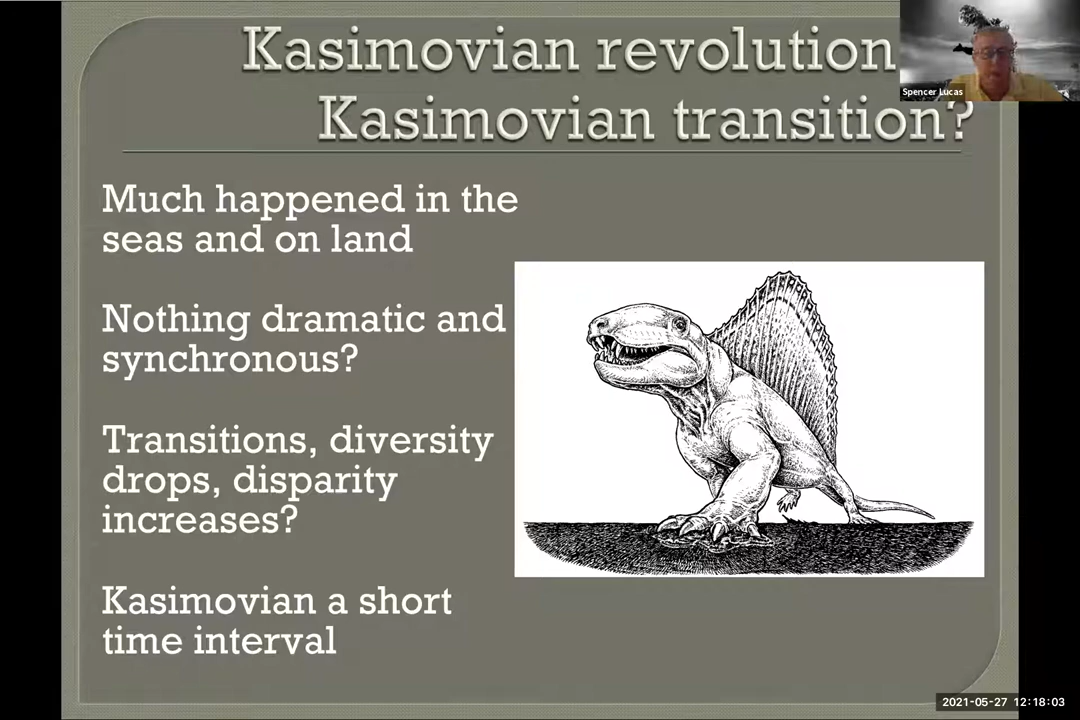 Kasimovian revolution
Kasimovian transition?
Spencer Lucas
Much happened in the
seas and on land
Nothing dramatic and
synchronous?
Transitions, diversity
drops, disparity
increases?
Kasimovian a short
time interval
2021-05-27 12:18:03